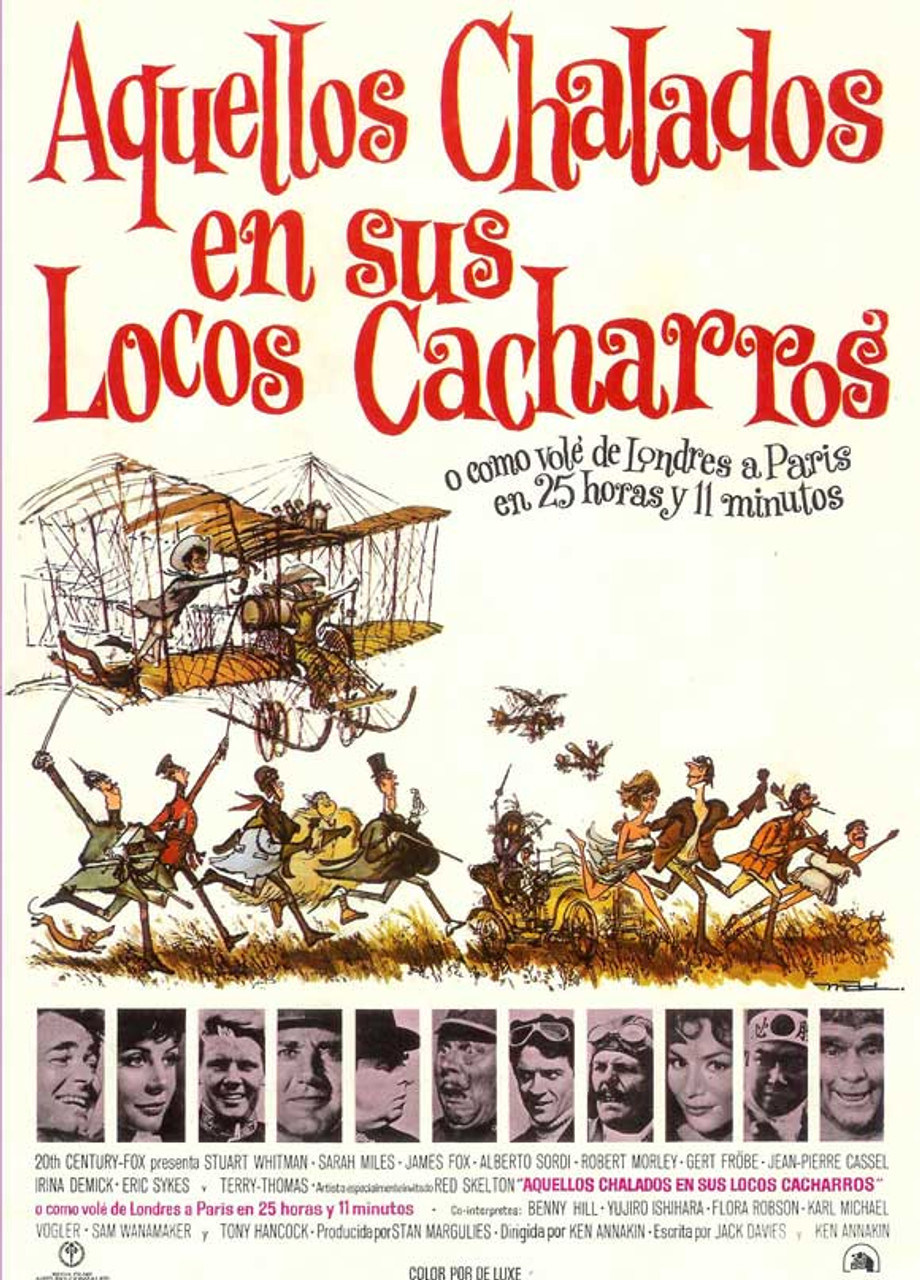 Aquellos Chalados
en sus
Locos Cacharros
o como volé de Londres a Paris
en 25 horas y 11 minutos
20th CENTURY-FOX presenta STUART WHITMAN · SARAH MILES · JAMES FOX · ALBERTO SORDI · ROBERT MORLEY · GERT FRÖBE · JEAN-PIERRE CASSEL
IRINA DEMICK · ERIC SYKES y TERRY-THOMAS · Artista especialmente invitado RED SKELTON "AQUELLOS CHALADOS EN SUS LOCOS CACHARROS"
o como volé de Londres a Paris en 25 horas y 11 minutos · Co-interpretes: BENNY HILL · YUJIRO ISHIHARA · FLORA ROBSON · KARL MICHAEL
VOGLER · SAM WANAMAKER y TONY HANCOCK · Producida por STAN MARGULIES · Dirigida por KEN ANNAKIN · Escrita por JACK DAVIES y KEN ANNAKIN
COLOR POR DE LUXE